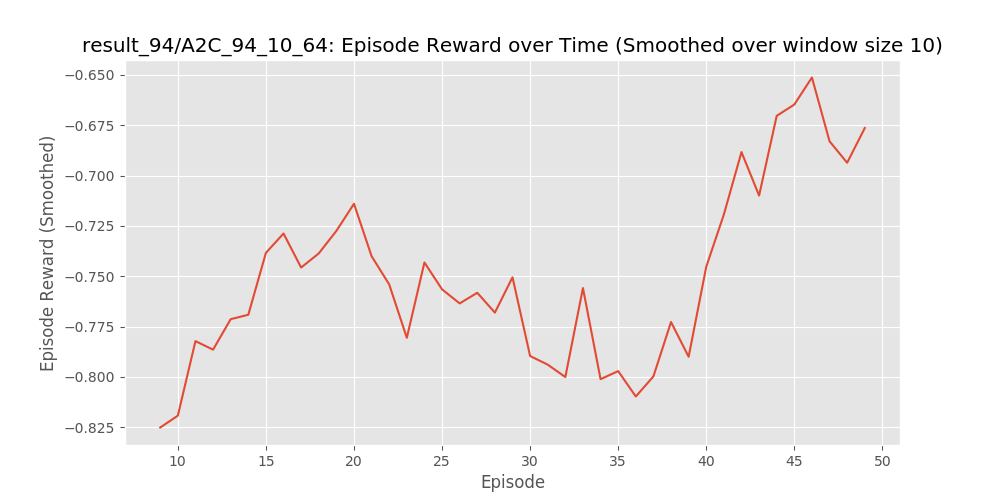 result_94/A2C_94_10_64: Episode Reward over Time (Smoothed over window size 10)
Episode Reward (Smoothed)
−0.650
−0.675
−0.700
−0.725
−0.750
−0.775
−0.800
−0.825
10 15 20 25 30 35 40 45 50
Episode